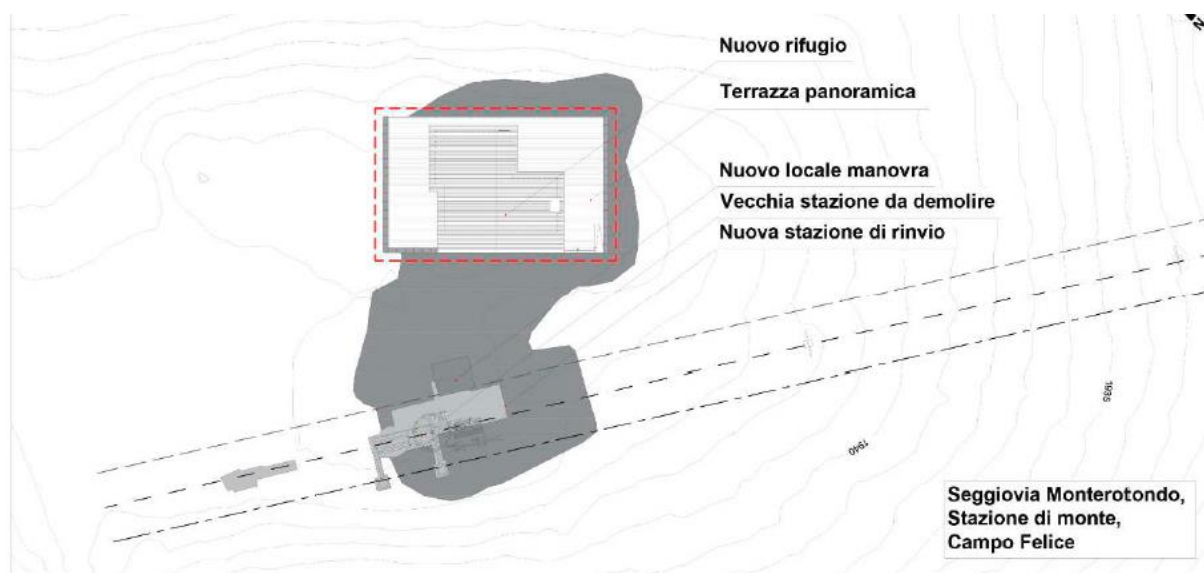 N
Nuovo rifugio
Terrazza panoramica
Nuovo locale manovra
Vecchia stazione da demolire
Nuova stazione di rinvio
1935
1940
Seggiovia Monterotondo,
Stazione di monte,
Campo Felice